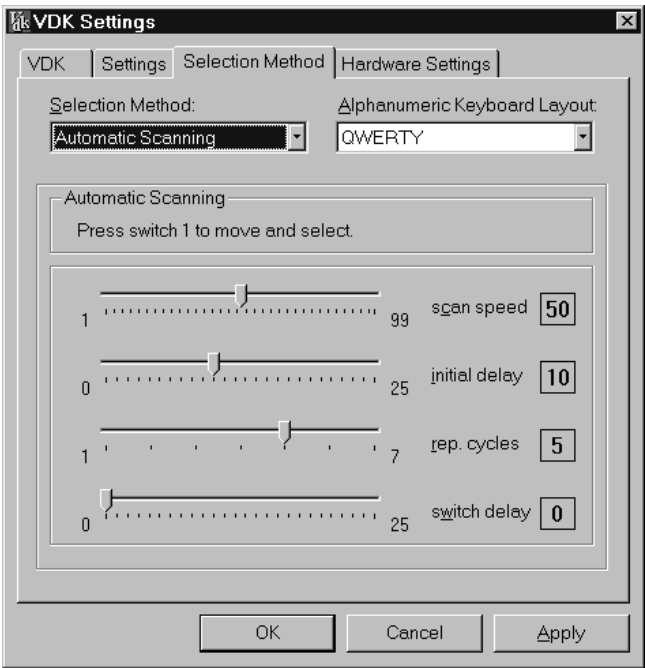 Vdk VDK Settings
VDK Settings Selection Method Hardware Settings
Selection Method: Alphanumeric Keyboard Layout:
Automatic Scanning QWERTY
Automatic Scanning
Press switch 1 to move and select.
1 99 scan speed 50
0 25 initial delay 10
1 7 rep. cycles 5
0 25 switch delay 0
OK Cancel Apply